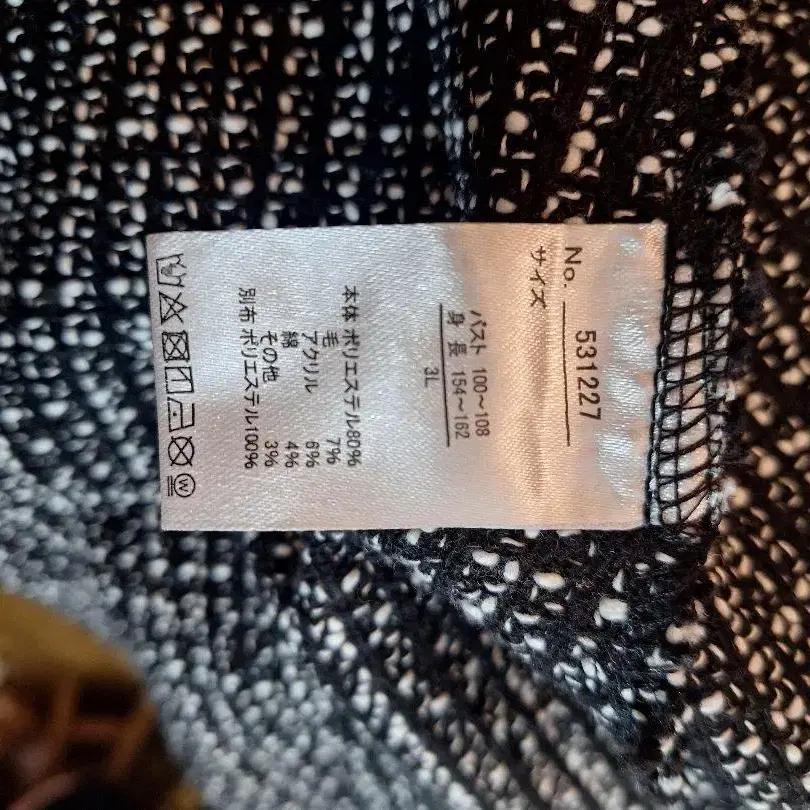 No. 531227
サイズ
バスト 100～108
身 長 154～162
3L
本体 ポリエステル80%
毛 7%
アクリル 6%
綿 4%
その他 3%
別布 ポリエステル100%
W